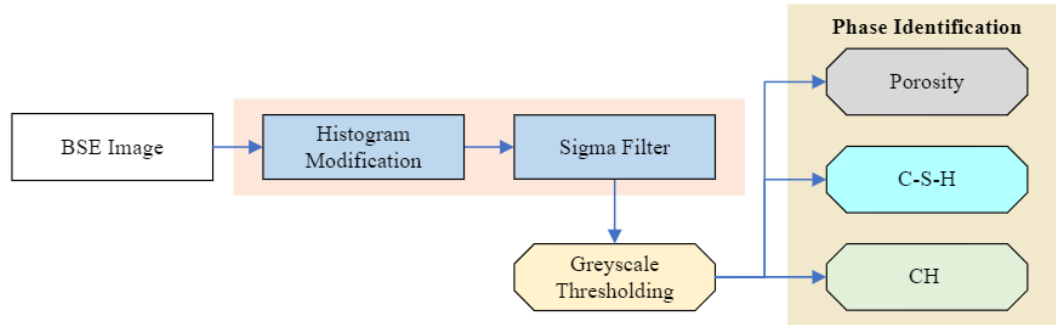 Phase Identification
Porosity
BSE Image
Histogram
Modification
Sigma Filter
C-S-H
Greyscale
Thresholding
CH